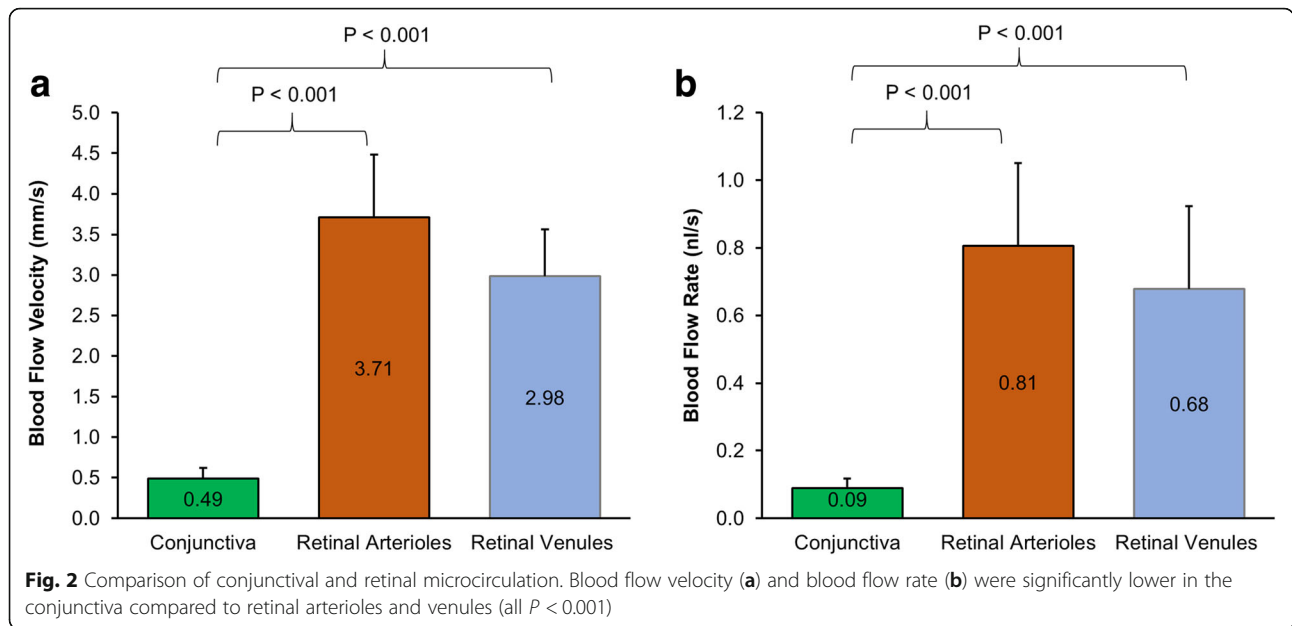 P < 0.001
P < 0.001
a
Blood Flow Velocity (mm/s)
5.0
4.5
4.0
3.5
3.0
2.5
2.0
1.5
1.0
0.5
0.0
0.49
3.71
2.98
Conjunctiva
Retinal Arterioles
Retinal Venules
P < 0.001
P < 0.001
b
Blood Flow Rate (nl/s)
1.2
1.0
0.8
0.6
0.4
0.2
0.0
0.09
0.81
0.68
Conjunctiva
Retinal Arterioles
Retinal Venules
Fig. 2 Comparison of conjunctival and retinal microcirculation. Blood flow velocity (a) and blood flow rate (b) were significantly lower in the
conjunctiva compared to retinal arterioles and venules (all P < 0.001)